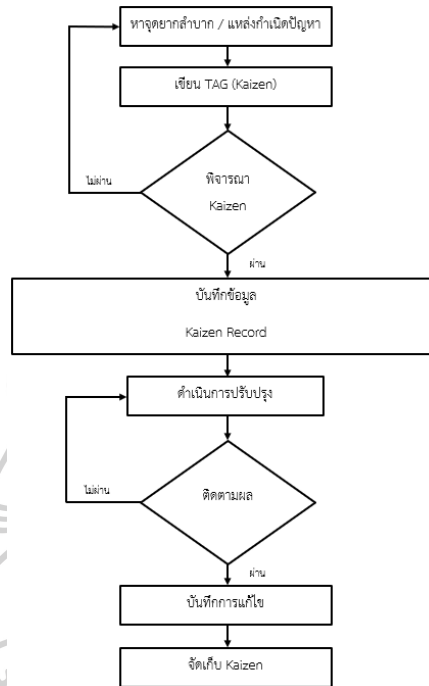 หาจุดยากลำบาก / แหล่งกำเนิดปัญหา
เขียน TAG (Kaizen)
พิจารณา
Kaizen
ไม่ผ่าน
ผ่าน
บันทึกข้อมูล
Kaizen Record
ดำเนินการปรับปรุง
ติดตามผล
ไม่ผ่าน
ผ่าน
บันทึกการแก้ไข
จัดเก็บ Kaizen